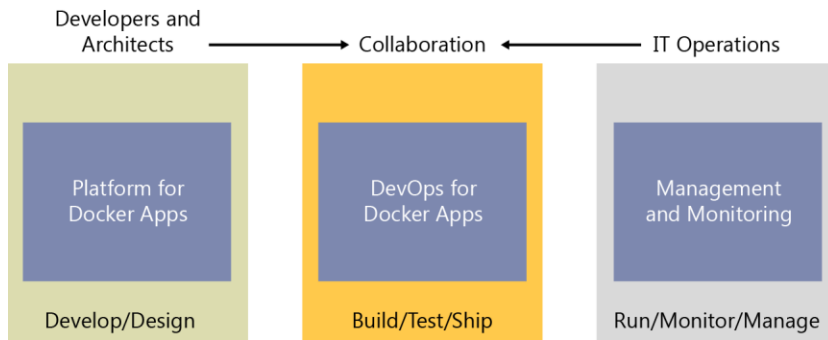 Developers and
Architects
Collaboration
IT Operations
Platform for
Docker Apps
DevOps for
Docker Apps
Management
and Monitoring
Develop/Design
Build/Test/Ship
Run/Monitor/Manage